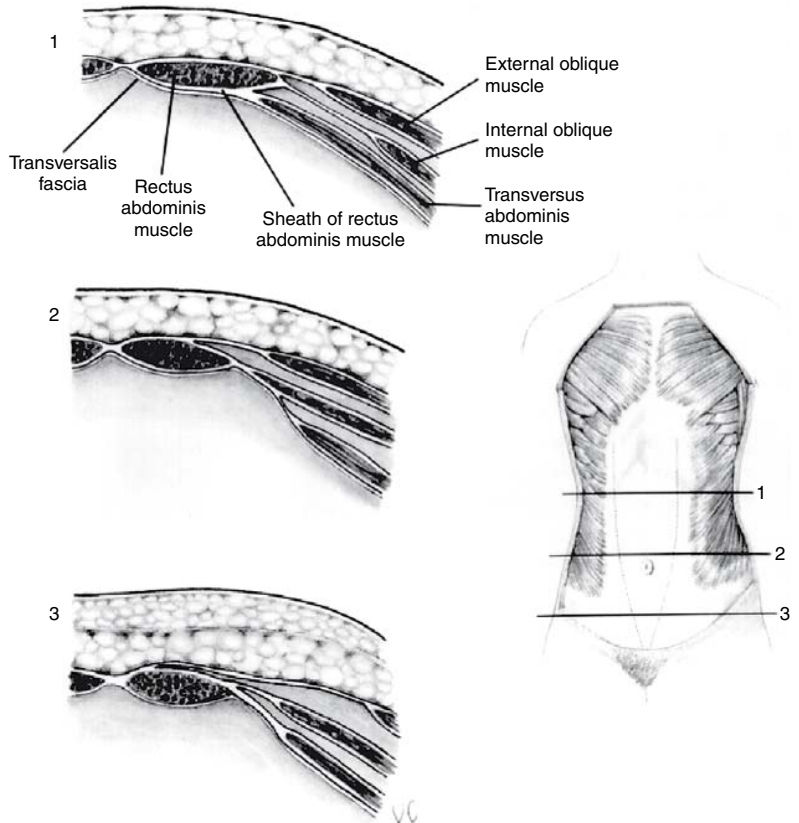 1
External oblique
muscle
Internal oblique
muscle
Transversus
abdominis
muscle
Transversalis
fascia
Rectus
abdominis
muscle
Sheath of rectus
abdominis muscle
2
3
1
2
3
VC